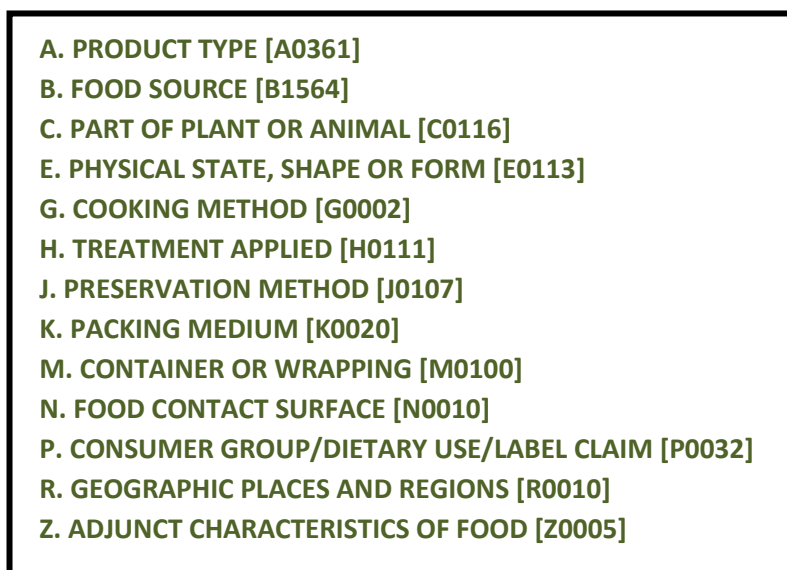 A. PRODUCT TYPE [A0361]
B. FOOD SOURCE [B1564]
C. PART OF PLANT OR ANIMAL [C0116]
E. PHYSICAL STATE, SHAPE OR FORM [E0113]
G. COOKING METHOD [G0002]
H. TREATMENT APPLIED [H0111]
J. PRESERVATION METHOD [J0107]
K. PACKING MEDIUM [K0020]
M. CONTAINER OR WRAPPING [M0100]
N. FOOD CONTACT SURFACE [N0010]
P. CONSUMER GROUP/DIETARY USE/LABEL CLAIM [P0032]
R. GEOGRAPHIC PLACES AND REGIONS [R0010]
Z. ADJUNCT CHARACTERISTICS OF FOOD [Z0005]